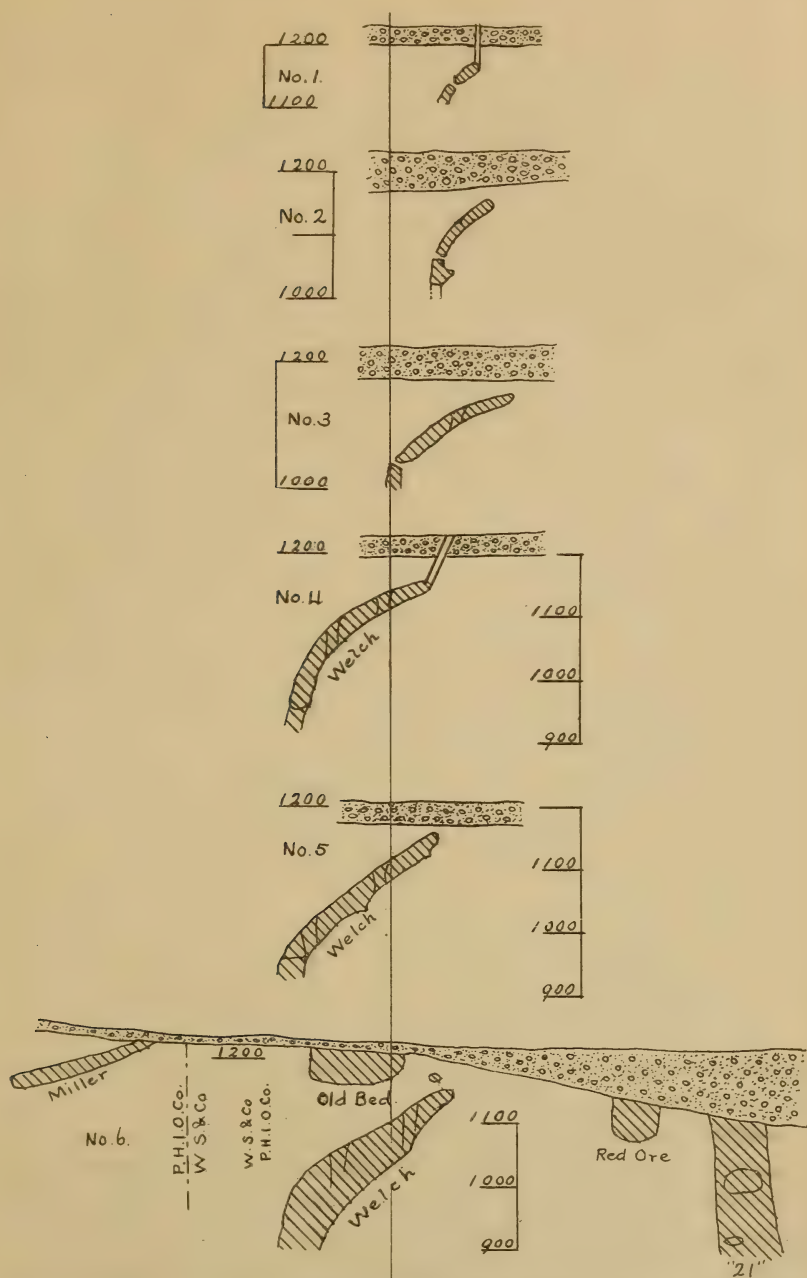 1200
No. 1.
1100
1200
No. 2
1000
1200
No. 3
1000
1200
No. 4
1100
1000
900
Welch
1200
No. 5
1100
1000
900
Welch
1200
Miller
Old Bed
No. 6.
P.H.I.O.Co.
W.S.&Co
W.S.&Co
P.H.I.O.Co.
1100
1000
900
Welch
Red Ore
"21"